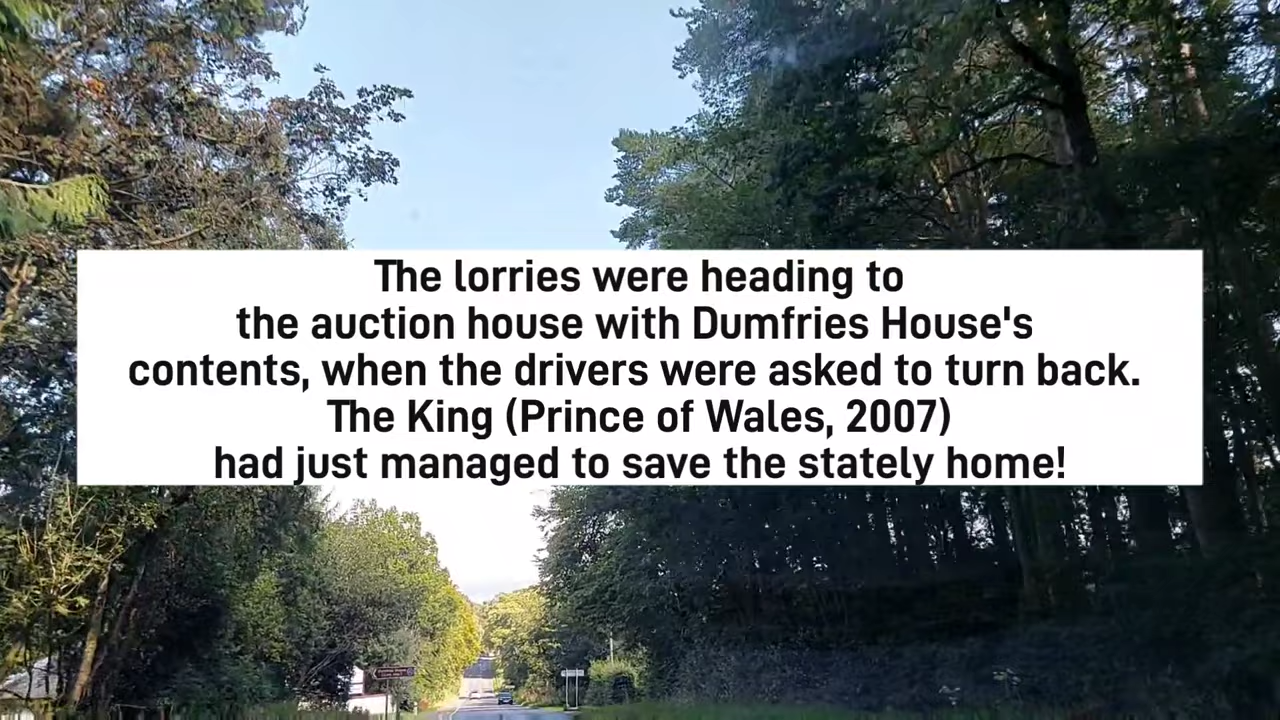 The lorries were heading to
the auction house with Dumfries House's
contents, when the drivers were asked to turn back.
The King (Prince of Wales, 2007)
had just managed to save the stately home!